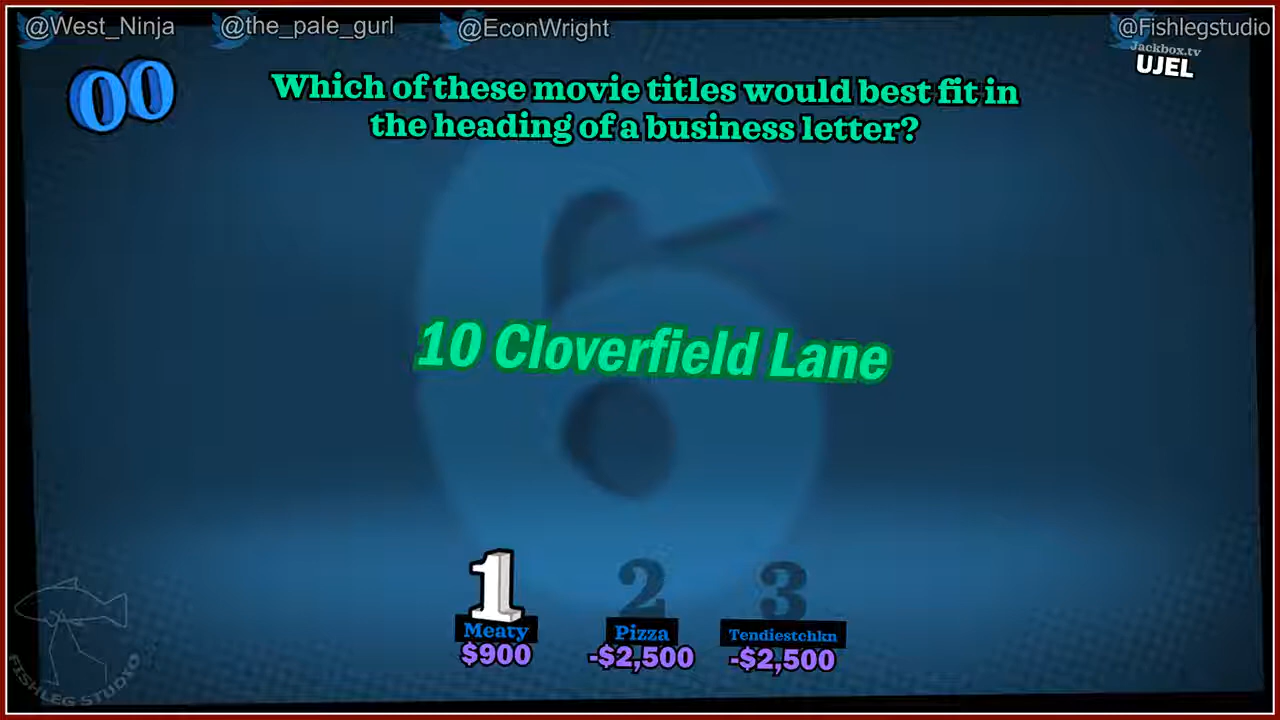 @West_Ninja @the_pale_gurl @EconWright @Fishlegstudio
Jackbox.tv
UJEL
00
Which of these movie titles would best fit in
the heading of a business letter?
6
10 Cloverfield Lane
1 2 3
Meaty Pizza Tendiestchkn
$900 -$2,500 -$2,500
FISHLEG STUDIO